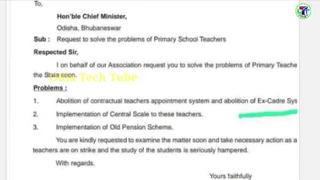 To,
Hon'ble Chief Minister,
Odisha, Bhubaneswar
Sub : Request to solve the problems of Primary School Teachers
Respected Sir,
I on behalf of our Association request you to solve the problems of Primary Teache
the State soon.
Tech Tube
Problems :
1. Abolition of contractual teachers appointment system and abolition of Ex-Cadre Sys
2. Implementation of Central Scale to these teachers.
3. Implementation of Old Pension Scheme.
You are kindly requested to examine the matter soon and take necessary action as a
teachers are on strike and the study of the students is seriously hampered.
With regards.
Yours faithfully